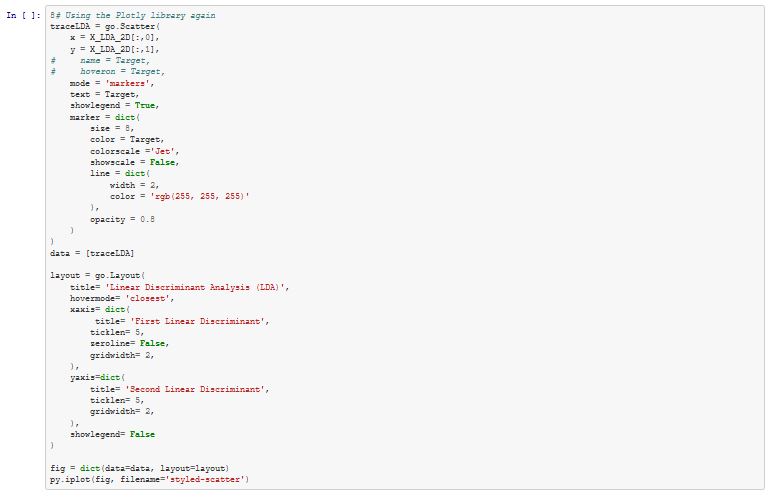 In [ ]: 8# Using the Plotly library again
traceLDA = go.Scatter(
    x = X_LDA_2D[:,0],
    y = X_LDA_2D[:,1],
#     name = Target,
#     hoveron = Target,
    mode = 'markers',
    text = Target,
    showlegend = True,
    marker = dict(
        size = 8,
        color = Target,
        colorscale ='Jet',
        showscale = False,
        line = dict(
            width = 2,
            color = 'rgb(255, 255, 255)'
        ),
        opacity = 0.8
    )
)
data = [traceLDA]

layout = go.Layout(
    title= 'Linear Discriminant Analysis (LDA)',
    hovermode= 'closest',
    xaxis= dict(
         title= 'First Linear Discriminant',
        ticklen= 5,
        zeroline= False,
        gridwidth= 2,
    ),
    yaxis=dict(
        title= 'Second Linear Discriminant',
        ticklen= 5,
        gridwidth= 2,
    ),
    showlegend= False
)

fig = dict(data=data, layout=layout)
py.iplot(fig, filename='styled-scatter')